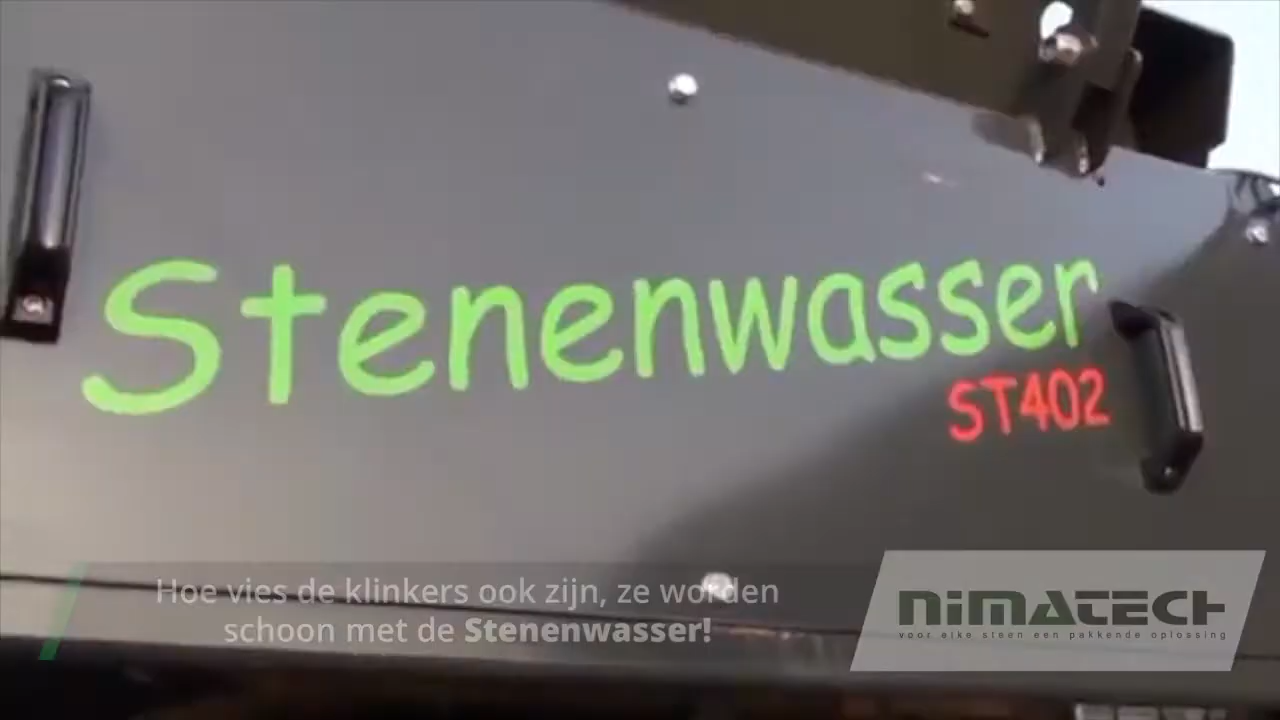 Stenenwasser
ST402
Hoe vies de klinkers ook zijn, ze worden
schoon met de Stenenwasser!
NIMATECH
voor elke steen een pakkende oplossing